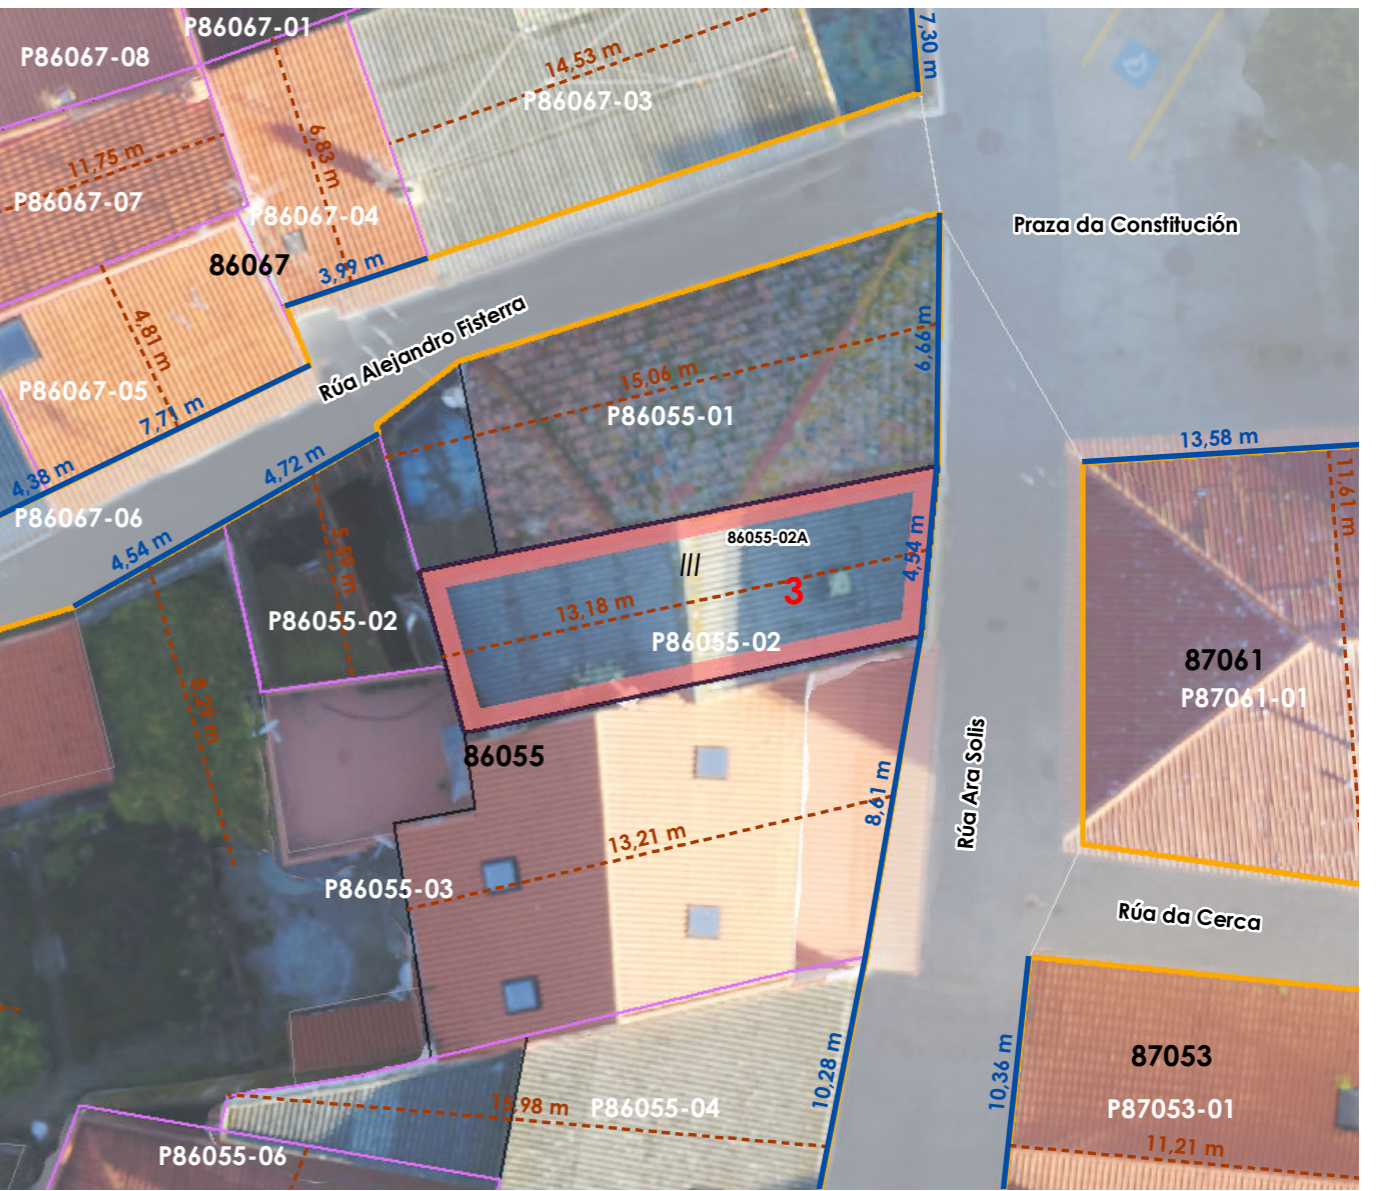 P86067-01
P86067-08
7,30 m
14,53 m
P86067-03
6,83 m
11,75 m
P86067-07
P86067-04
Praza da Constitución
86067
3,99 m
4,81 m
Rúa Alejandro Fisterra
6,66 m
15,06 m
P86067-05
P86055-01
7,71 m
13,58 m
4,72 m
4,38 m
11,61 m
P86067-06
4,54 m
5,59 m
86055-02A
4,54 m
III
3
13,18 m
P86055-02
P86055-02
87061
P87061-01
8,29 m
86055
Rúa Ara Solis
8,61 m
13,21 m
P86055-03
Rúa da Cerca
87053
10,28 m
10,36 m
15,98 m
P86055-04
P87053-01
11,21 m
P86055-06